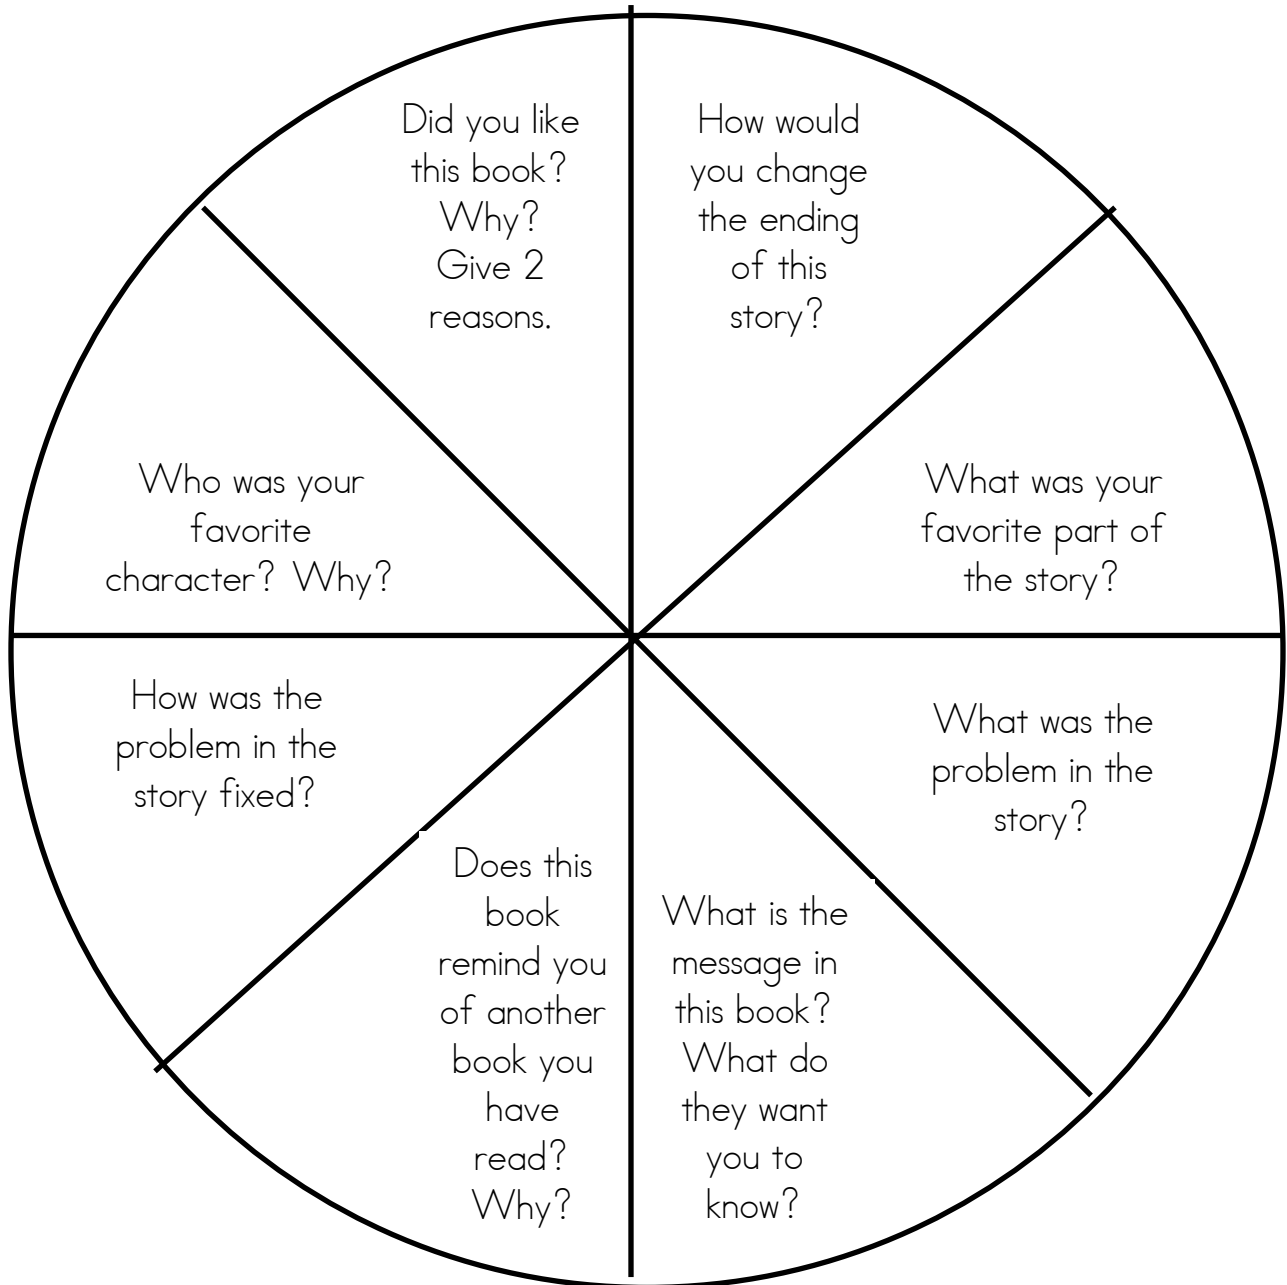 Did you like
this book?
Why?
Give 2
reasons.
How would
you change
the ending
of this
story?
Who was your
favorite
character? Why?
What was your
favorite part of
the story?
How was the
problem in the
story fixed?
What was the
problem in the
story?
Does this
book
remind you
of another
book you
have
read?
Why?
What is the
message in
this book?
What do
they want
you to
know?